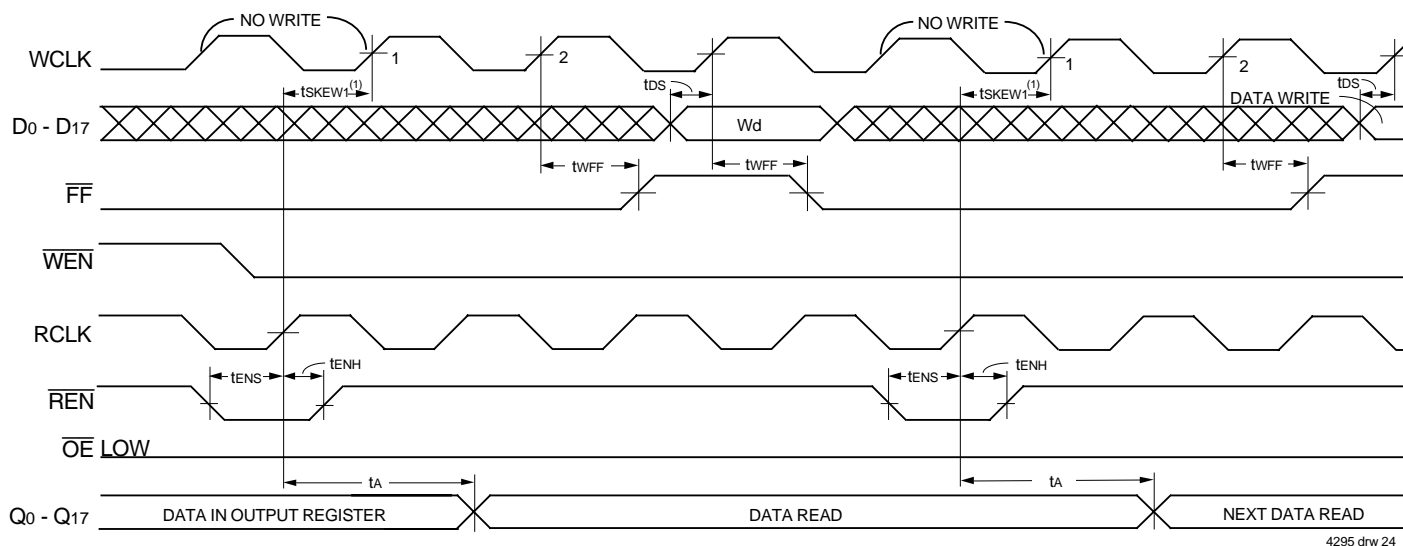 NO WRITE
NO WRITE
WCLK
1
2
1
2
tSKEW1(1)
tDS
tSKEW1(1)
tDS
DATA WRITE
D0 - D17
Wd
tWFF
tWFF
tWFF
FF
WEN
RCLK
tENS
tENH
tENS
tENH
REN
OE LOW
tA
tA
Q0 - Q17
DATA IN OUTPUT REGISTER
DATA READ
NEXT DATA READ
4295 drw 24